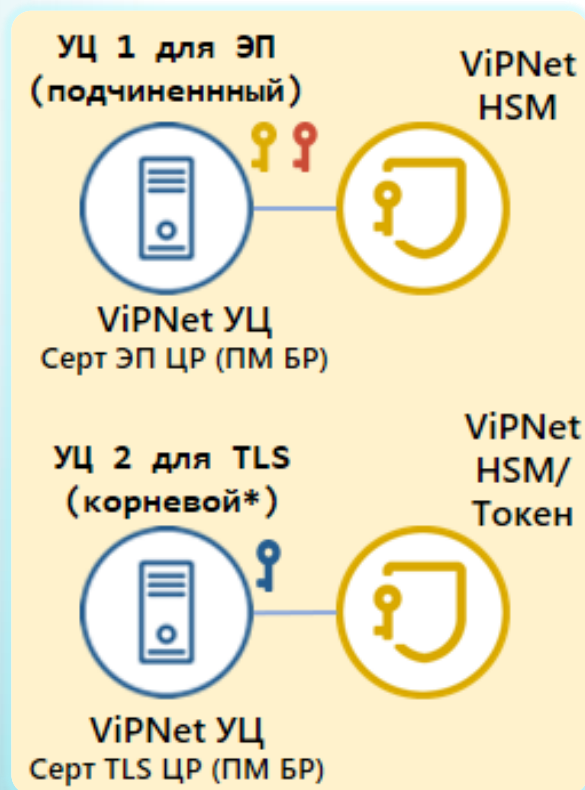 УЦ 1 для ЭП
(подчиненнный)
ViPNet
HSM
ViPNet УЦ
Серт ЭП ЦР (ПМ БР)
УЦ 2 для TLS
(корневой*)
ViPNet
HSM/
Токен
ViPNet УЦ
Серт TLS ЦР (ПМ БР)